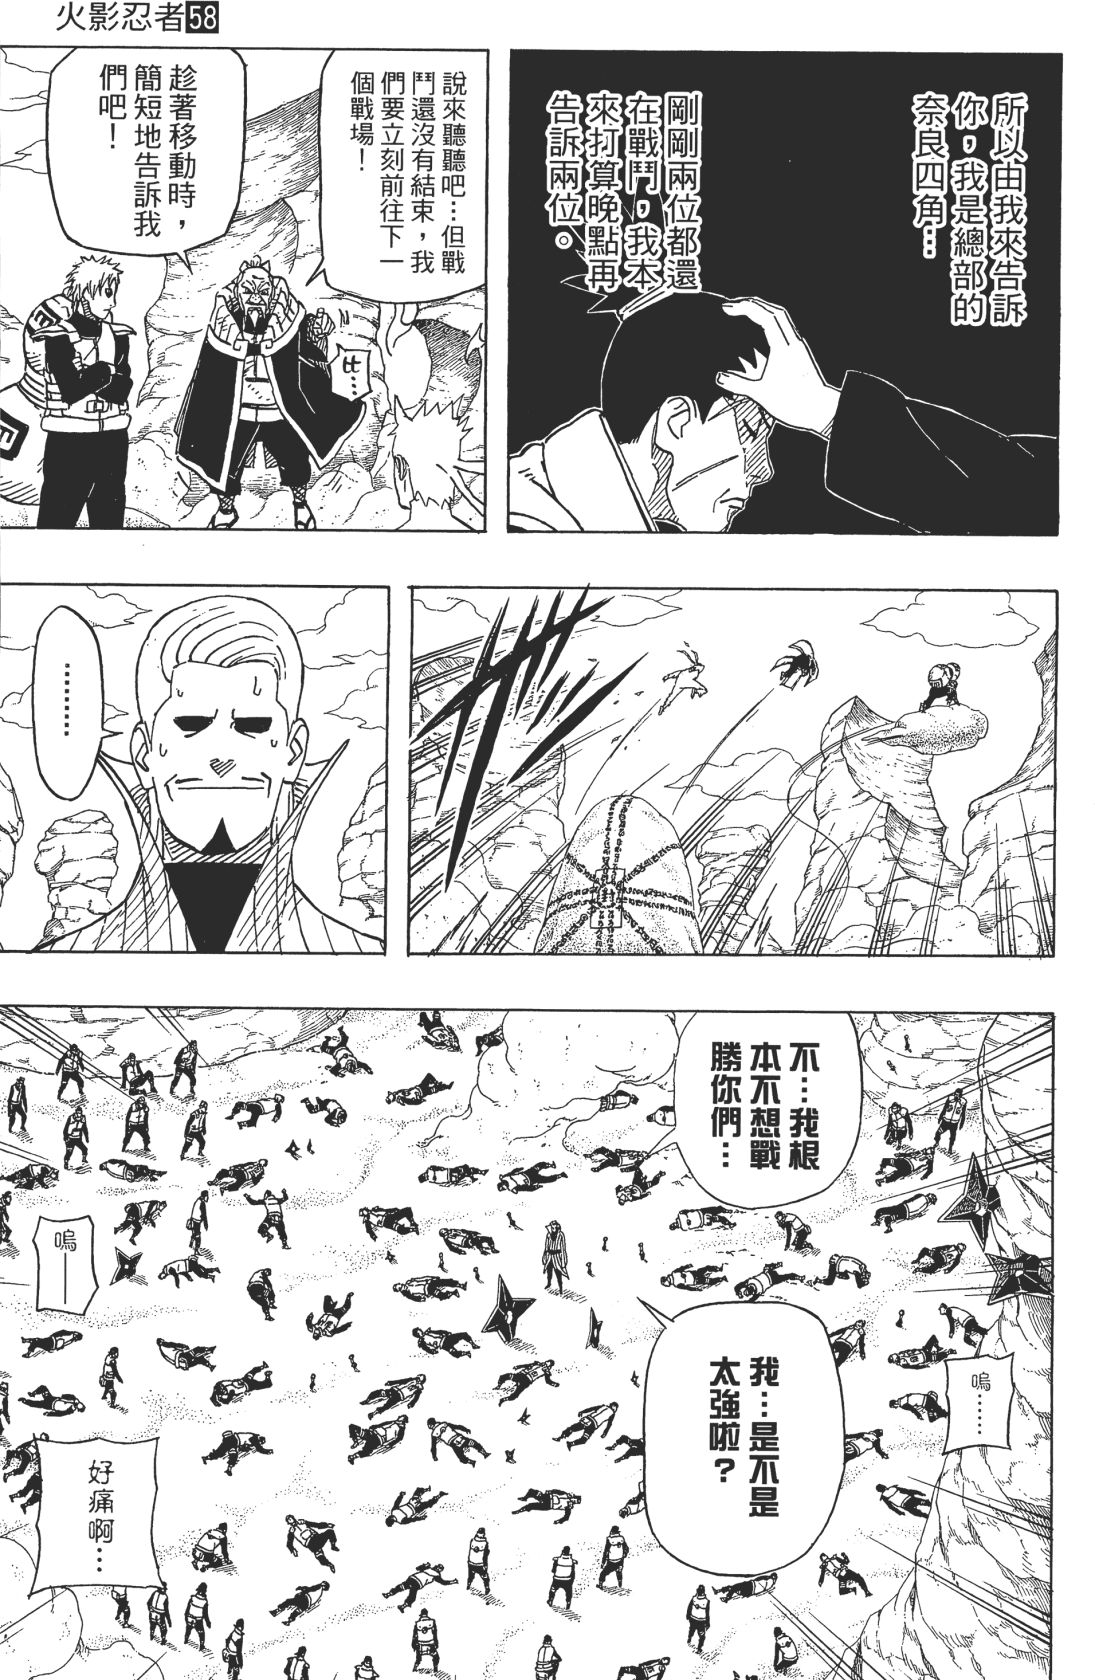 火影忍者58
所以由我來告訴
你，我是總部的
奈良四角…
剛剛兩位都還
在戰鬥，我本
來打算晚點再
告訴兩位。
說來聽聽吧…但戰
鬥還沒有結束，我
們要立刻前往下一
個戰場！
趁著移動時，
簡短地告訴我
們吧！
比…
………
不…我根
本不想戰
勝你們…
我…是不是
太強啦？
嗚……
嗚——
好痛啊…